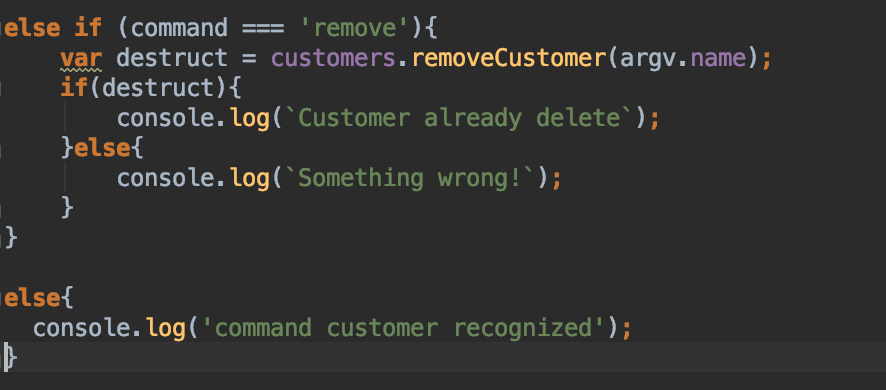 else if (command === 'remove'){
    var destruct = customers.removeCustomer(argv.name);
    if(destruct){
        console.log(`Customer already delete`);
    }else{
        console.log(`Something wrong!`);
    }
}
else{
  console.log('command customer recognized');
}